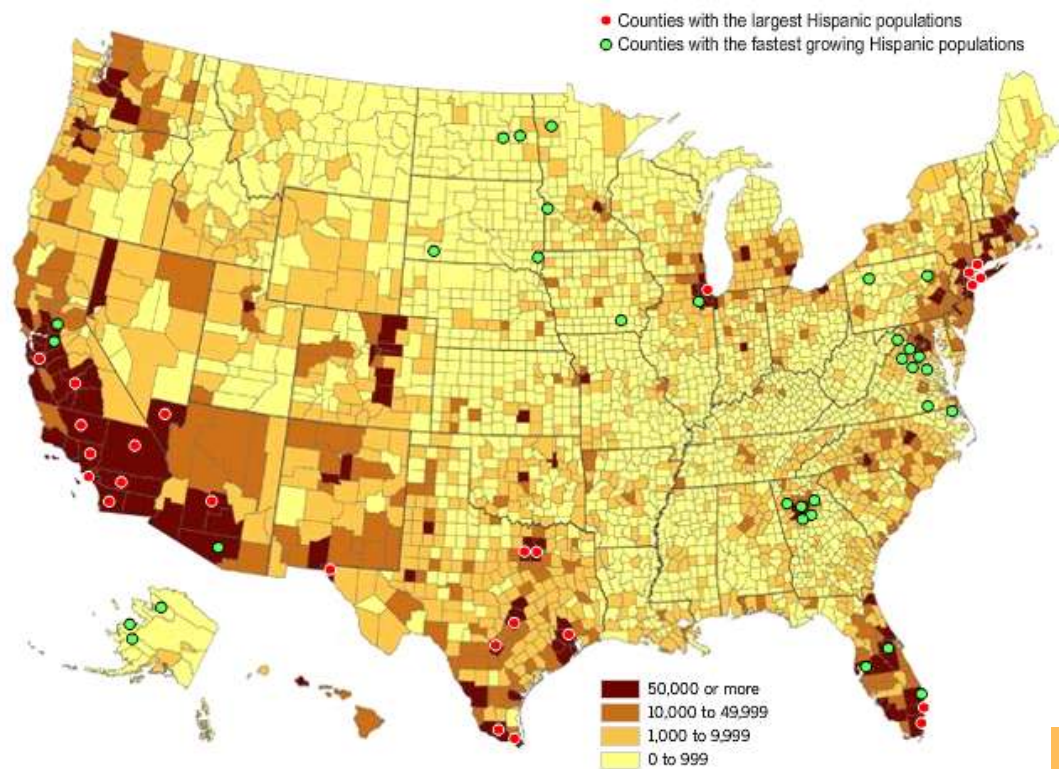 Counties with the largest Hispanic populations
Counties with the fastest growing Hispanic populations
50,000 or more
10,000 to 49,999
1,000 to 9,999
0 to 999